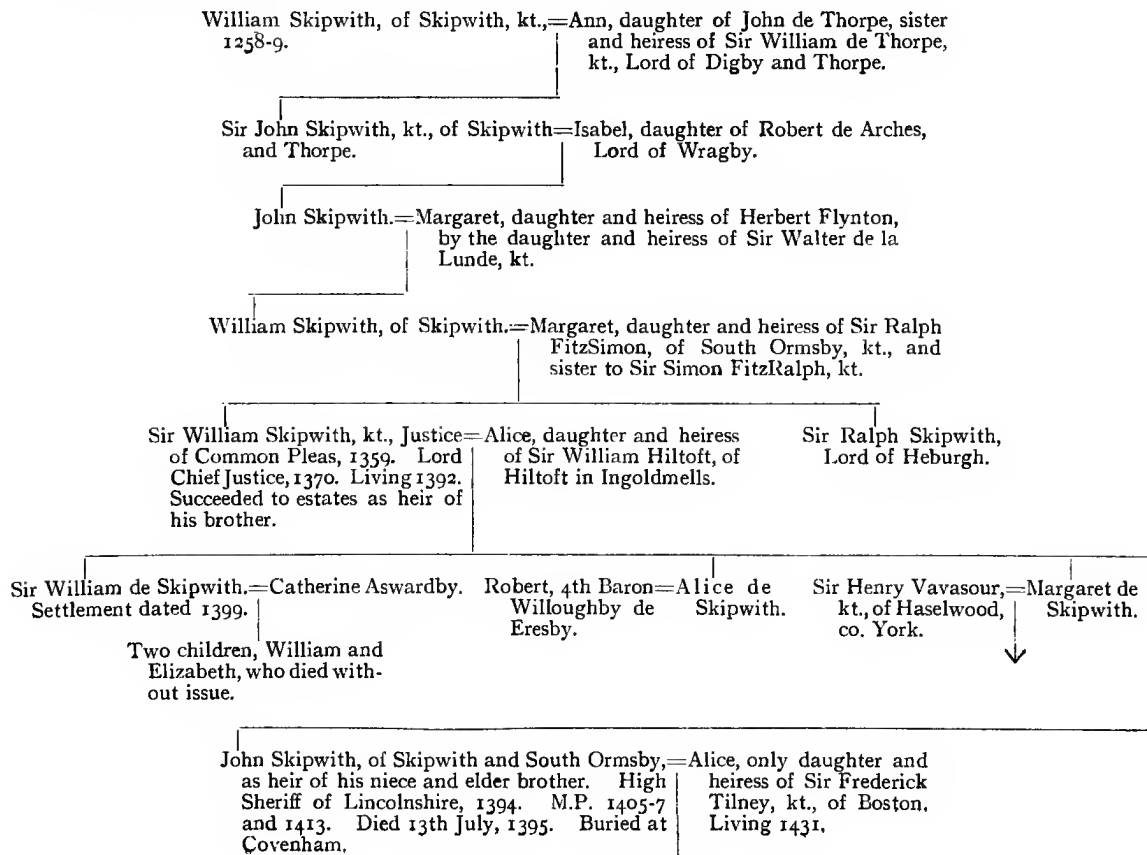 William Skipwith, of Skipwith, kt.,=Ann, daughter of John de Thorpe, sister
1258-9. and heiress of Sir William de Thorpe,
kt., Lord of Digby and Thorpe.
Sir John Skipwith, kt., of Skipwith=Isabel, daughter of Robert de Arches,
and Thorpe. Lord of Wragby.
John Skipwith.=Margaret, daughter and heiress of Herbert Flynton,
by the daughter and heiress of Sir Walter de la
Lunde, kt.
William Skipwith, of Skipwith.=Margaret, daughter and heiress of Sir Ralph
FitzSimon, of South Ormsby, kt., and
sister to Sir Simon FitzRalph, kt.
Sir William Skipwith, kt., Justice=Alice, daughter and heiress
of Common Pleas, 1359. Lord
Chief Justice, 1370. Living 1392.
Succeeded to estates as heir of
his brother.
of Sir William Hiltoft, of
Hiltoft in Ingoldmells.
Sir Ralph Skipwith,
Lord of Heburgh.
Sir William de Skipwith.=Catherine Aswardby.
Settlement dated 1399.
Two children, William and
Elizabeth, who died with-
out issue.
Robert, 4th Baron=Alice de
Willoughby de Skipwith.
Eresby.
Sir Henry Vavasour,=Margaret de
kt., of Haselwood, Skipwith.
co. York.
John Skipwith, of Skipwith and South Ormsby,=Alice, only daughter and
as heir of his niece and elder brother. High
Sheriff of Lincolnshire, 1394. M.P. 1405-7
and 1413. Died 13th July, 1395. Buried at
Covenham.
heiress of Sir Frederick
Tilney, kt., of Boston.
Living 1431.